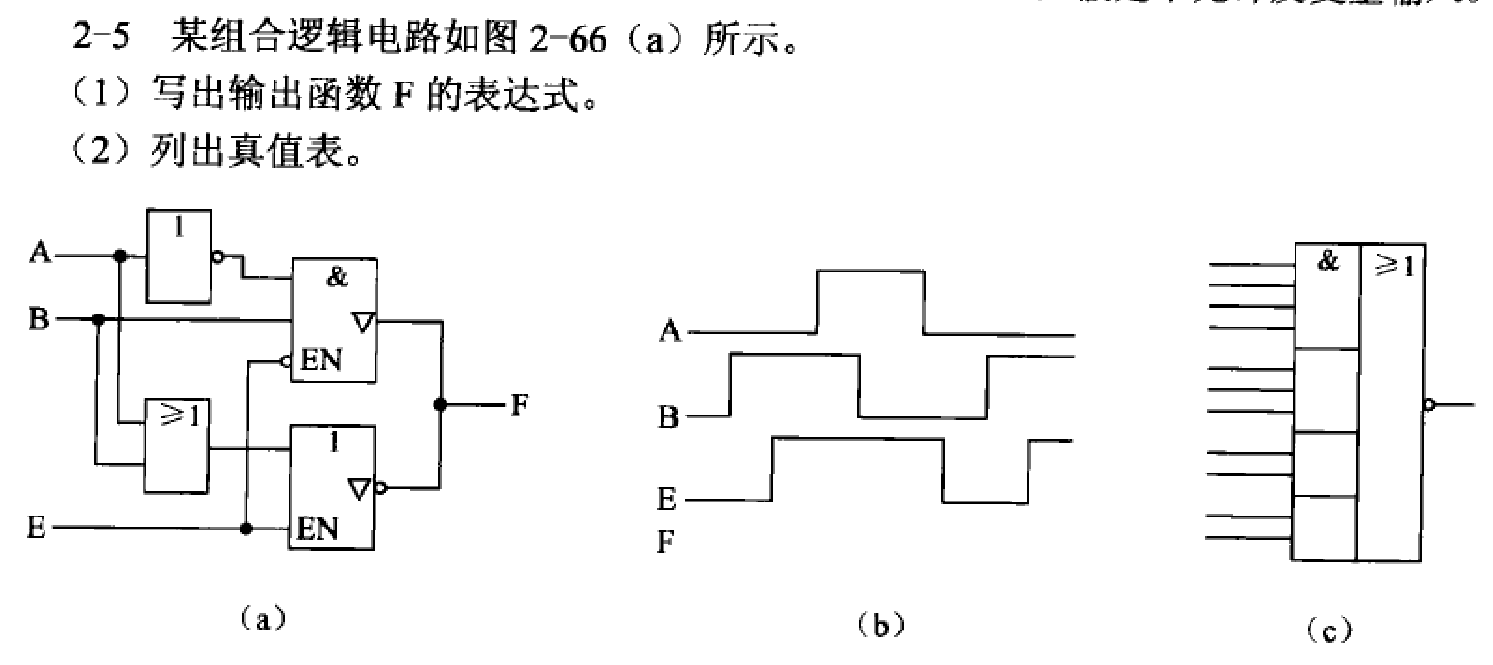 2-5 某组合逻辑电路如图 2-66（a）所示。
（1）写出输出函数 F 的表达式。
（2）列出真值表。
A
1
&
B
▽
EN
F
≥1
1
▽
E
EN
（a）
A
B
E
F
（b）
&
≥1
（c）